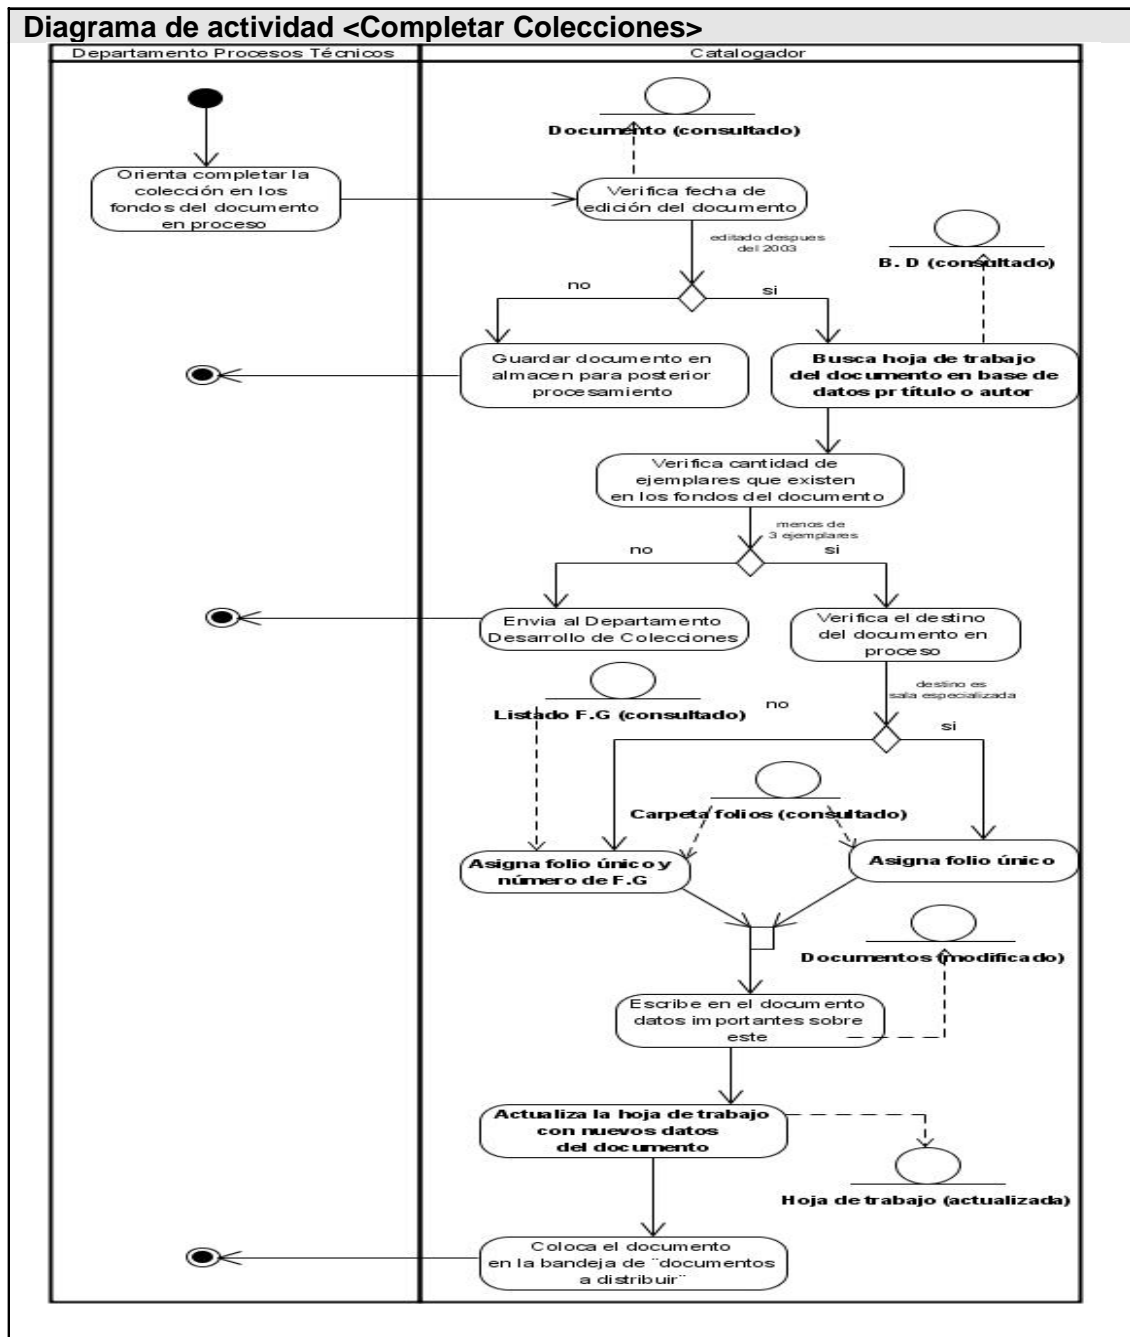 Diagrama de actividad <Completar Colecciones>
Departamento Procesos Técnicos
Catalogador
Documento (consultado)
Orienta completar la
colección en los
fondos del documento
en proceso
Verifica fecha de
edición del documento
editado despues
del 2003
B. D (consultado)
no
si
Guardar documento en
almacen para posterior
procesamiento
Busca hoja de trabajo
del documento en base de
datos pr título o autor
Verifica cantidad de
ejemplares que existen
en los fondos del documento
menos de
3 ejemplares
no
si
Envia al Departamento
Desarrollo de Colecciones
Verifica el destino
del documento en
proceso
destino es
sala especializada
Listado F.G (consultado)
no
si
Carpeta folios (consultado)
Asigna folio único y
número de F.G
Asigna folio único
Documentos (modificado)
Escribe en el documento
datos importantes sobre
este
Actualiza la hoja de trabajo
con nuevos datos
del documento
Hoja de trabajo (actualizada)
Coloca el documento
en la bandeja de ¨documentos
a distribuir¨